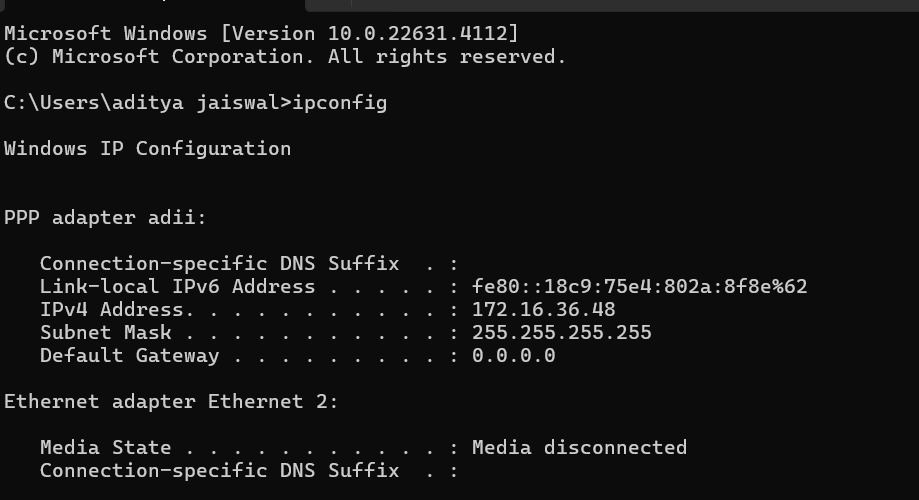 Microsoft Windows [Version 10.0.22631.4112]
(c) Microsoft Corporation. All rights reserved.
C:\Users\aditya jaiswal>ipconfig
Windows IP Configuration
PPP adapter adii:
   Connection-specific DNS Suffix  . :
   Link-local IPv6 Address . . . . . : fe80::18c9:75e4:802a:8f8e%62
   IPv4 Address. . . . . . . . . . . : 172.16.36.48
   Subnet Mask . . . . . . . . . . . : 255.255.255.255
   Default Gateway . . . . . . . . . : 0.0.0.0
Ethernet adapter Ethernet 2:
   Media State . . . . . . . . . . . : Media disconnected
   Connection-specific DNS Suffix  . :